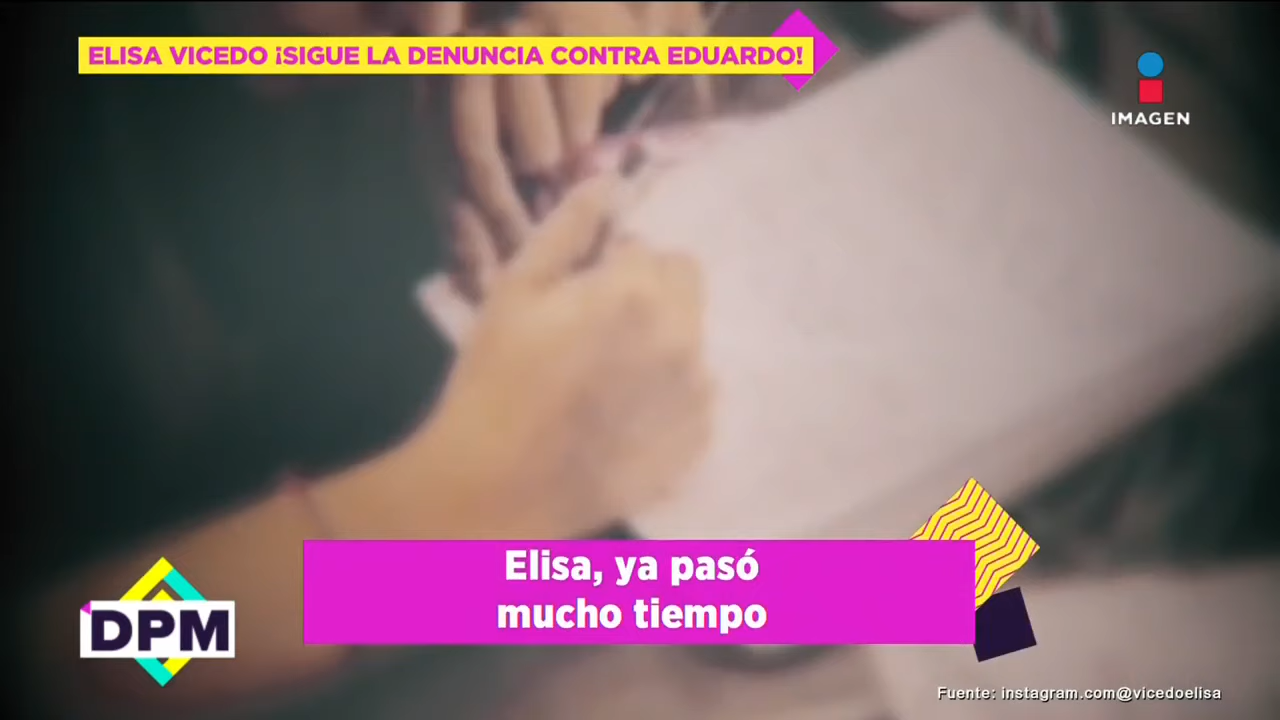 ELISA VICEDO ¡SIGUE LA DENUNCIA CONTRA EDUARDO!
IMAGEN
Elisa, ya pasó
mucho tiempo
DPM
Fuente: instagram.com@vicedoelisa